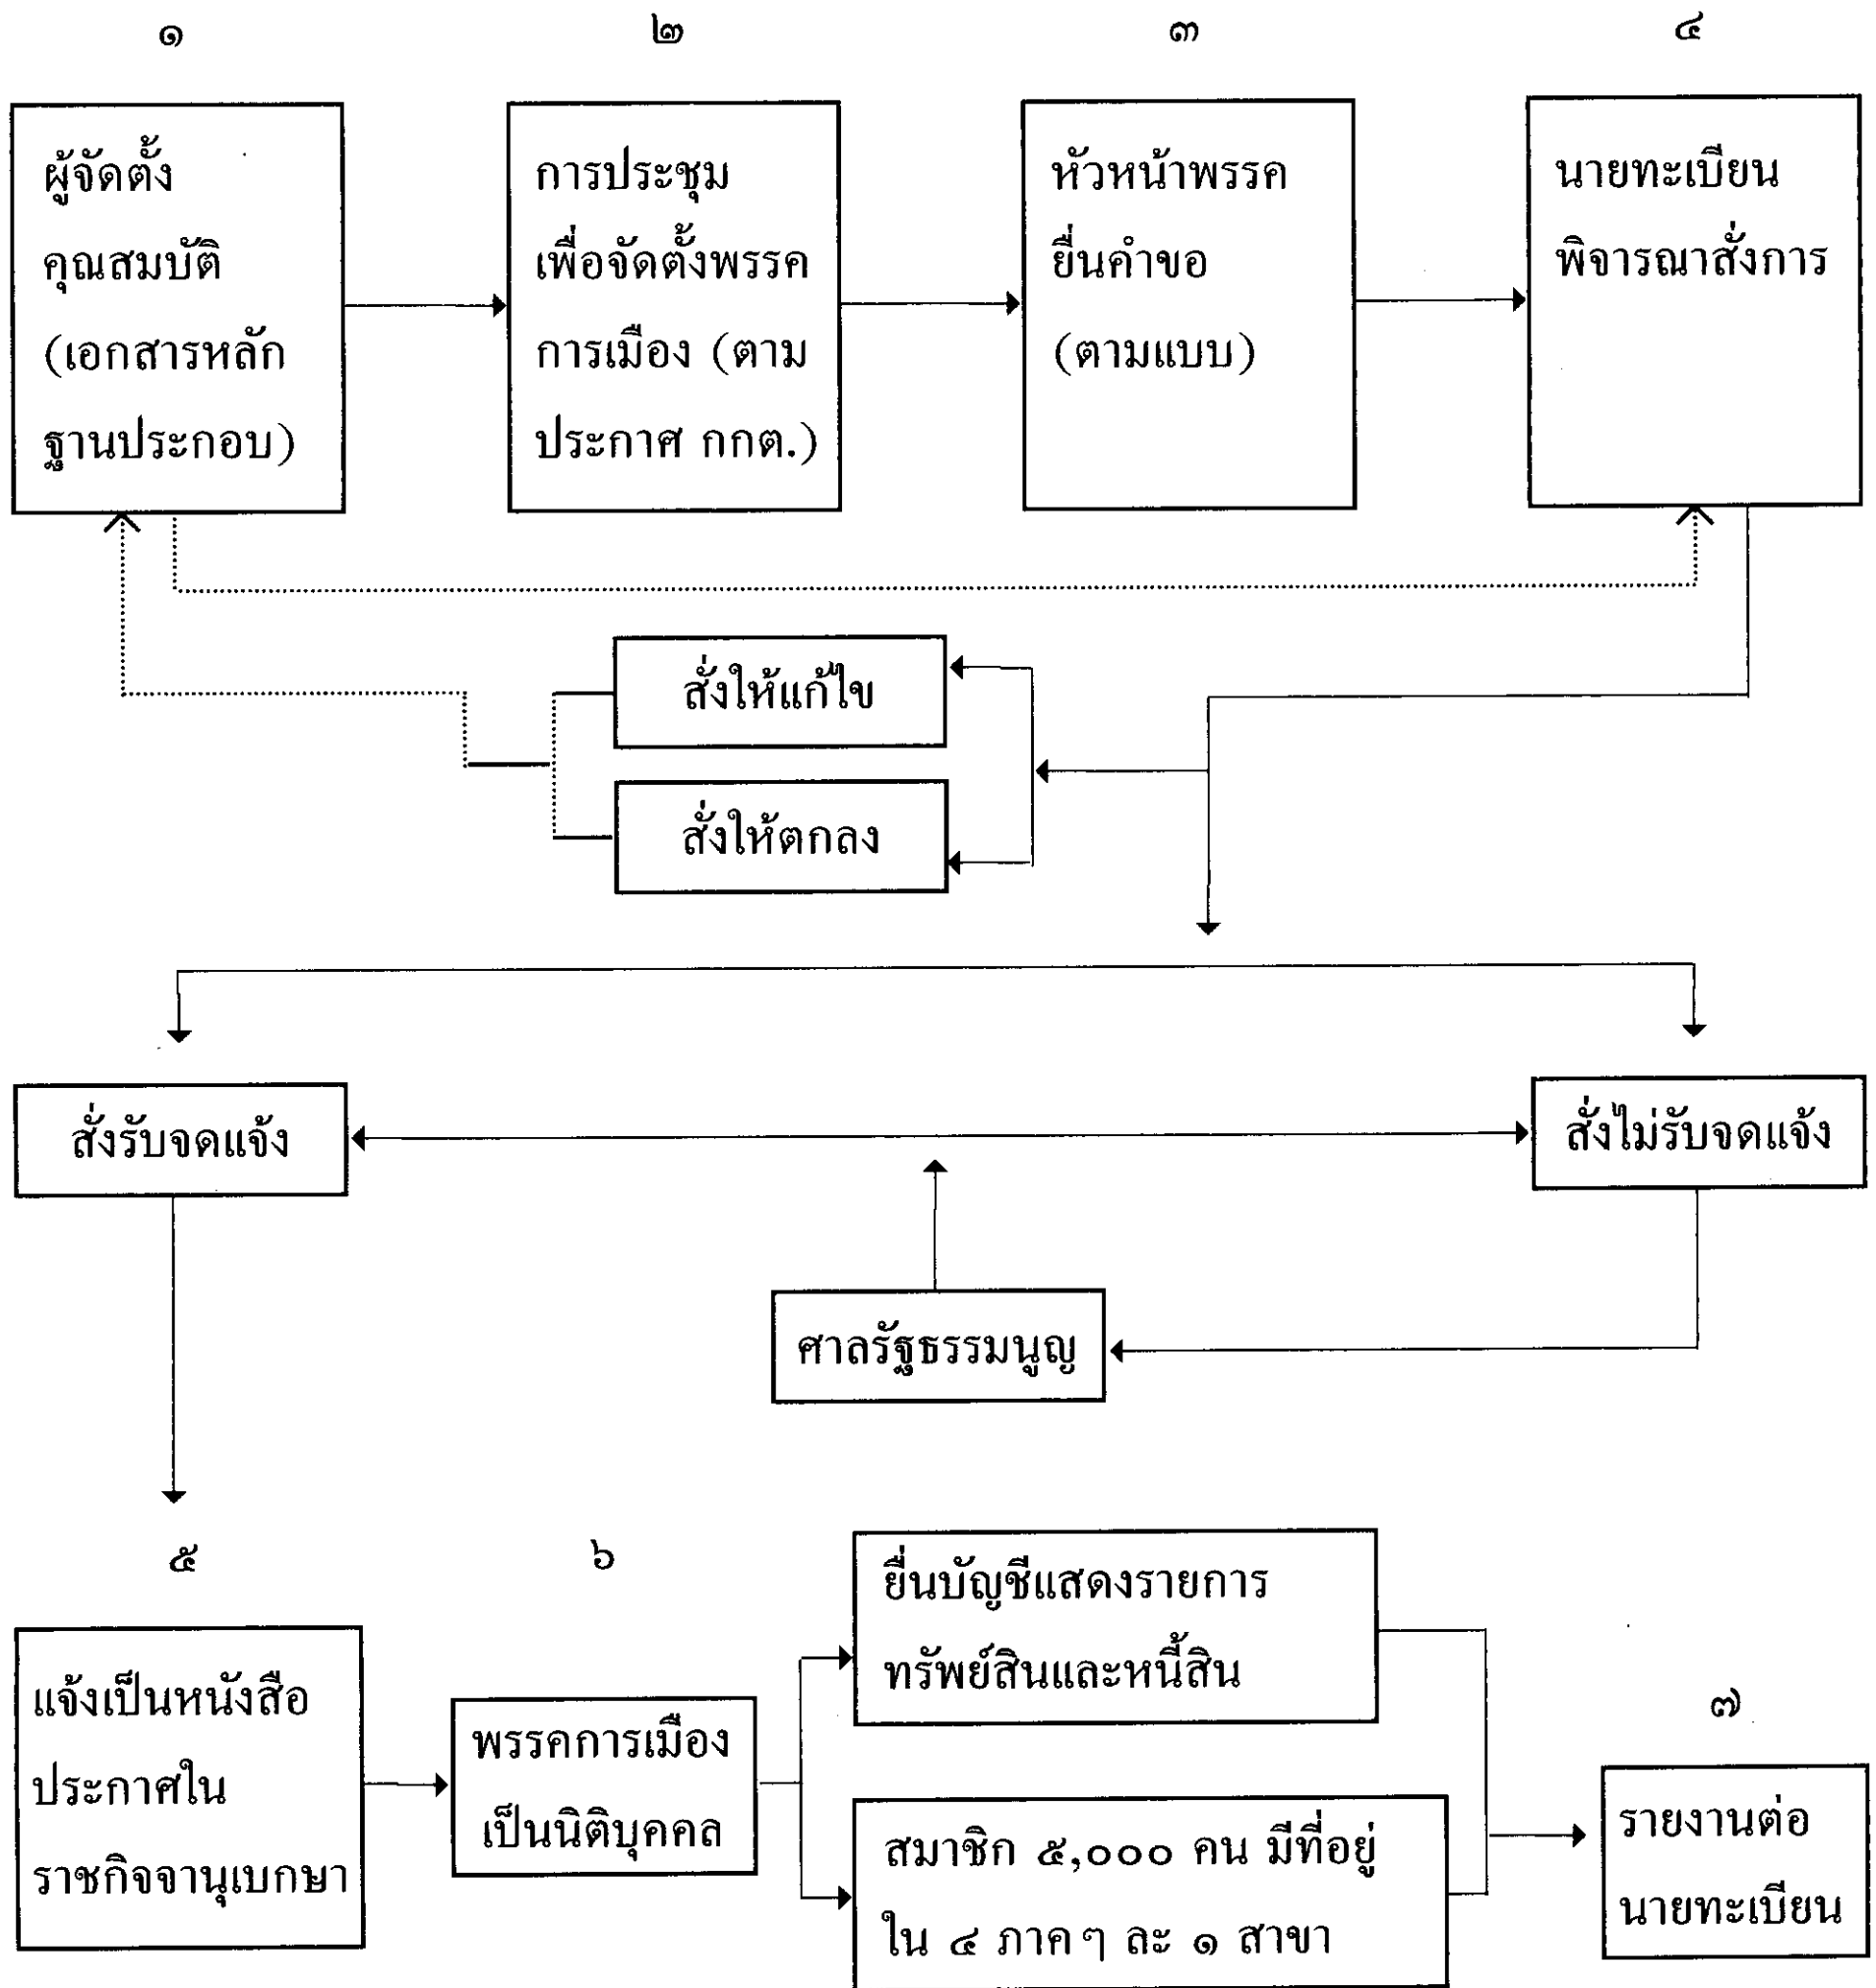 ๑
๒
๓
๔
ผู้จัดตั้ง
คุณสมบัติ
(เอกสารหลัก
ฐานประกอบ)
การประชุม
เพื่อจัดตั้งพรรค
การเมือง (ตาม
ประกาศ กกต.)
หัวหน้าพรรค
ยื่นคำขอ
(ตามแบบ)
นายทะเบียน
พิจารณาสั่งการ
สั่งให้แก้ไข
สั่งให้ตกลง
สั่งรับจดแจ้ง
สั่งไม่รับจดแจ้ง
ศาลรัฐธรรมนูญ
๕
แจ้งเป็นหนังสือ
ประกาศใน
ราชกิจจานุเบกษา
๖
พรรคการเมือง
เป็นนิติบุคคล
ยื่นบัญชีแสดงรายการ
ทรัพย์สินและหนี้สิน
สมาชิก ๕,๐๐๐ คน มีที่อยู่
ใน ๔ ภาคๆ ละ ๑ สาขา
๗
รายงานต่อ
นายทะเบียน